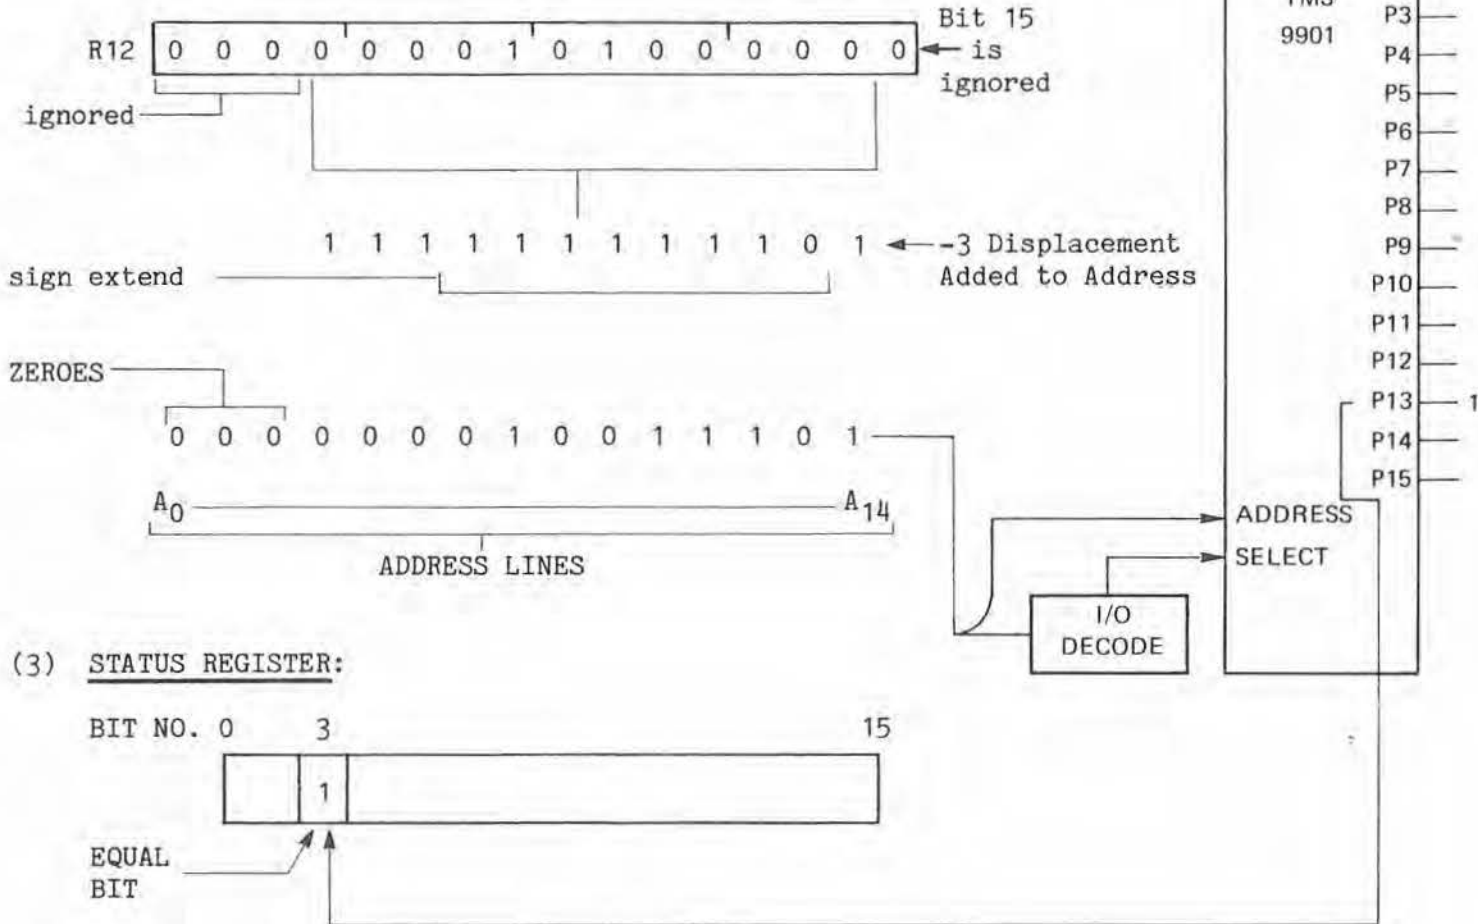 Bit 15
R12 0 0 0 0 0 0 0 1 0 1 0 0 0 0 0 0 is
ignored
ignored
1 1 1 1 1 1 1 1 1 1 0 1 -3 Displacement
sign extend Added to Address
ZEROES
0 0 0 0 0 0 0 1 0 0 1 1 1 0 1
A0 A14
ADDRESS LINES
TMS
9901
P3
P4
P5
P6
P7
P8
P9
P10
P11
P12
P13 1
P14
P15
ADDRESS
SELECT
I/O
DECODE
(3) STATUS REGISTER:
BIT NO. 0 3 15
1
EQUAL
BIT